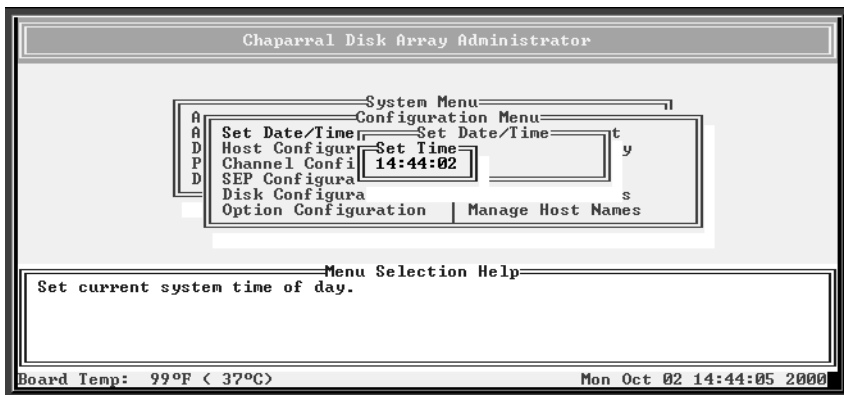 Chaparral Disk Array Administrator
System Menu
A
Configuration Menu
A
Set Date/Time
Set Date/Time
t
D
Host Configur
Set Time
y
P
Channel Confi
14:44:02
D
SEP Configura
Disk Configura
s
Option Configuration | Manage Host Names
Menu Selection Help
Set current system time of day.
Board Temp: 99ºF ( 37ºC)
Mon Oct 02 14:44:05 2000